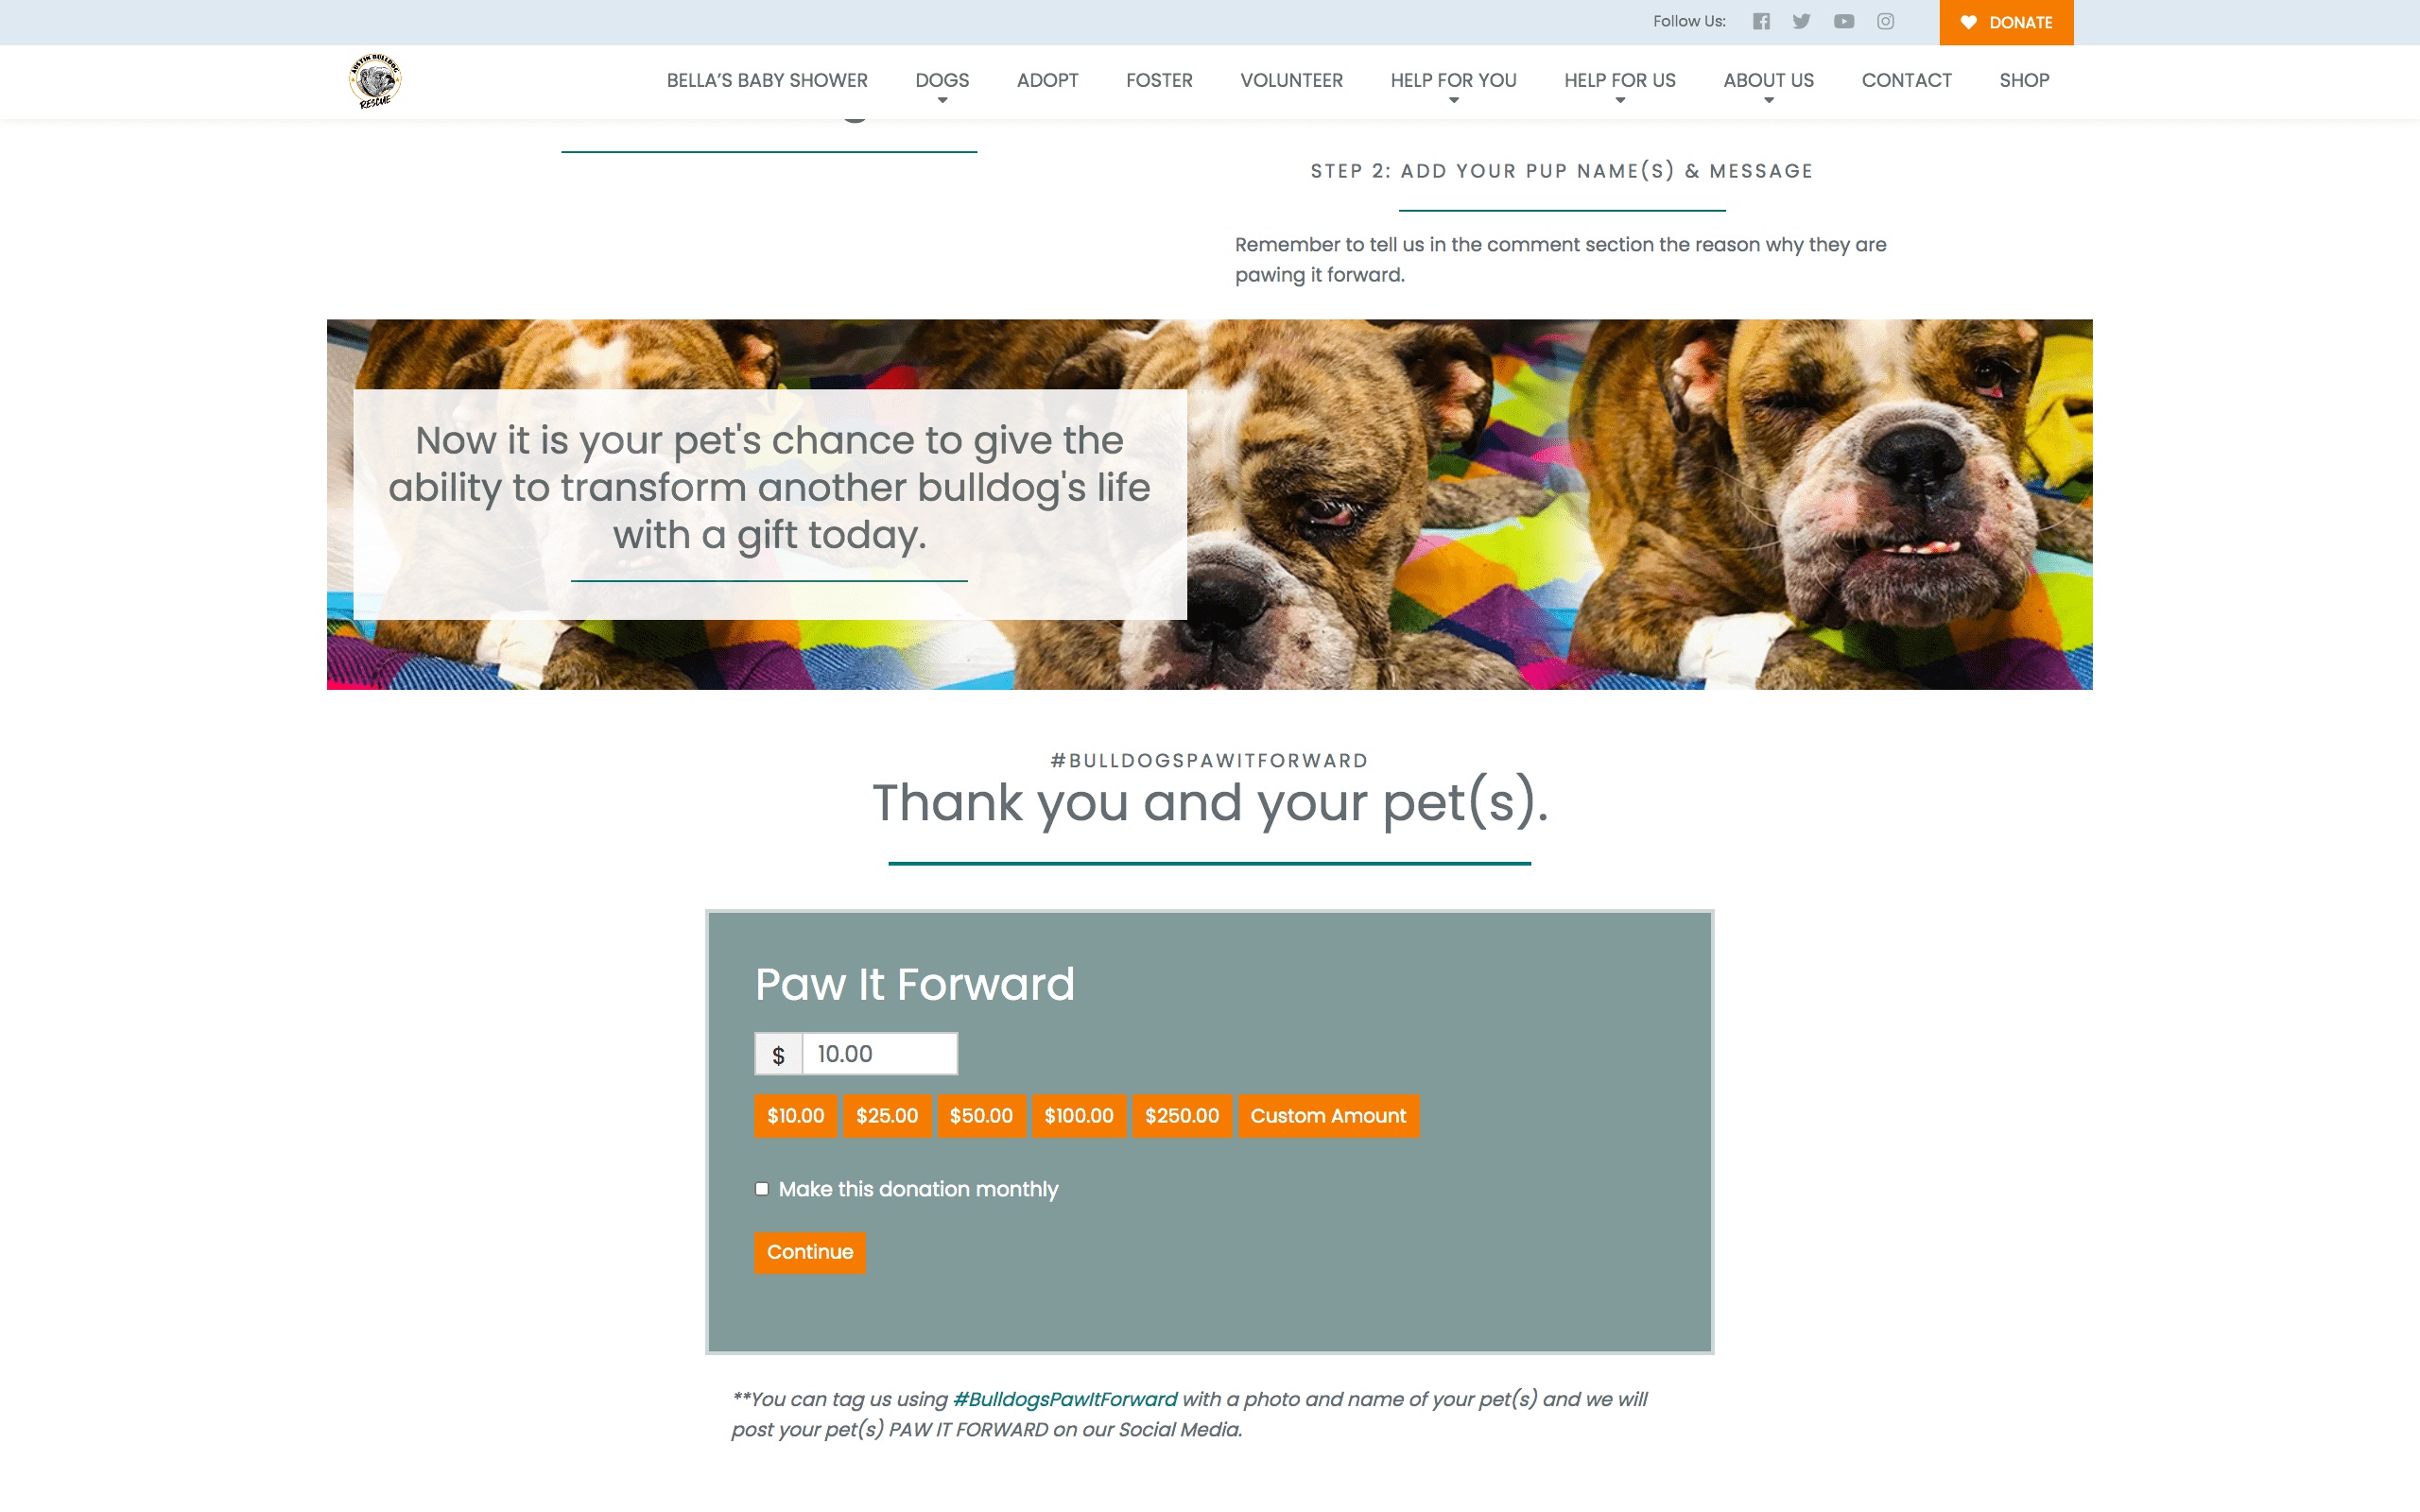 Follow Us:
DONATE
AUSTIN BULLDOG
RESCUE
BELLA'S BABY SHOWER DOGS ADOPT FOSTER VOLUNTEER HELP FOR YOU HELP FOR US ABOUT US CONTACT SHOP
STEP 2: ADD YOUR PUP NAME(S) & MESSAGE
Remember to tell us in the comment section the reason why they are
pawing it forward.
Now it is your pet's chance to give the
ability to transform another bulldog's life
with a gift today.
#BULLDOGSPAWITFORWARD
Thank you and your pet(s).
Paw It Forward
$ 10.00
$10.00 $25.00 $50.00 $100.00 $250.00 Custom Amount
Make this donation monthly
Continue
**You can tag us using #BulldogsPawItForward with a photo and name of your pet(s) and we will
post your pet(s) PAW IT FORWARD on our Social Media.